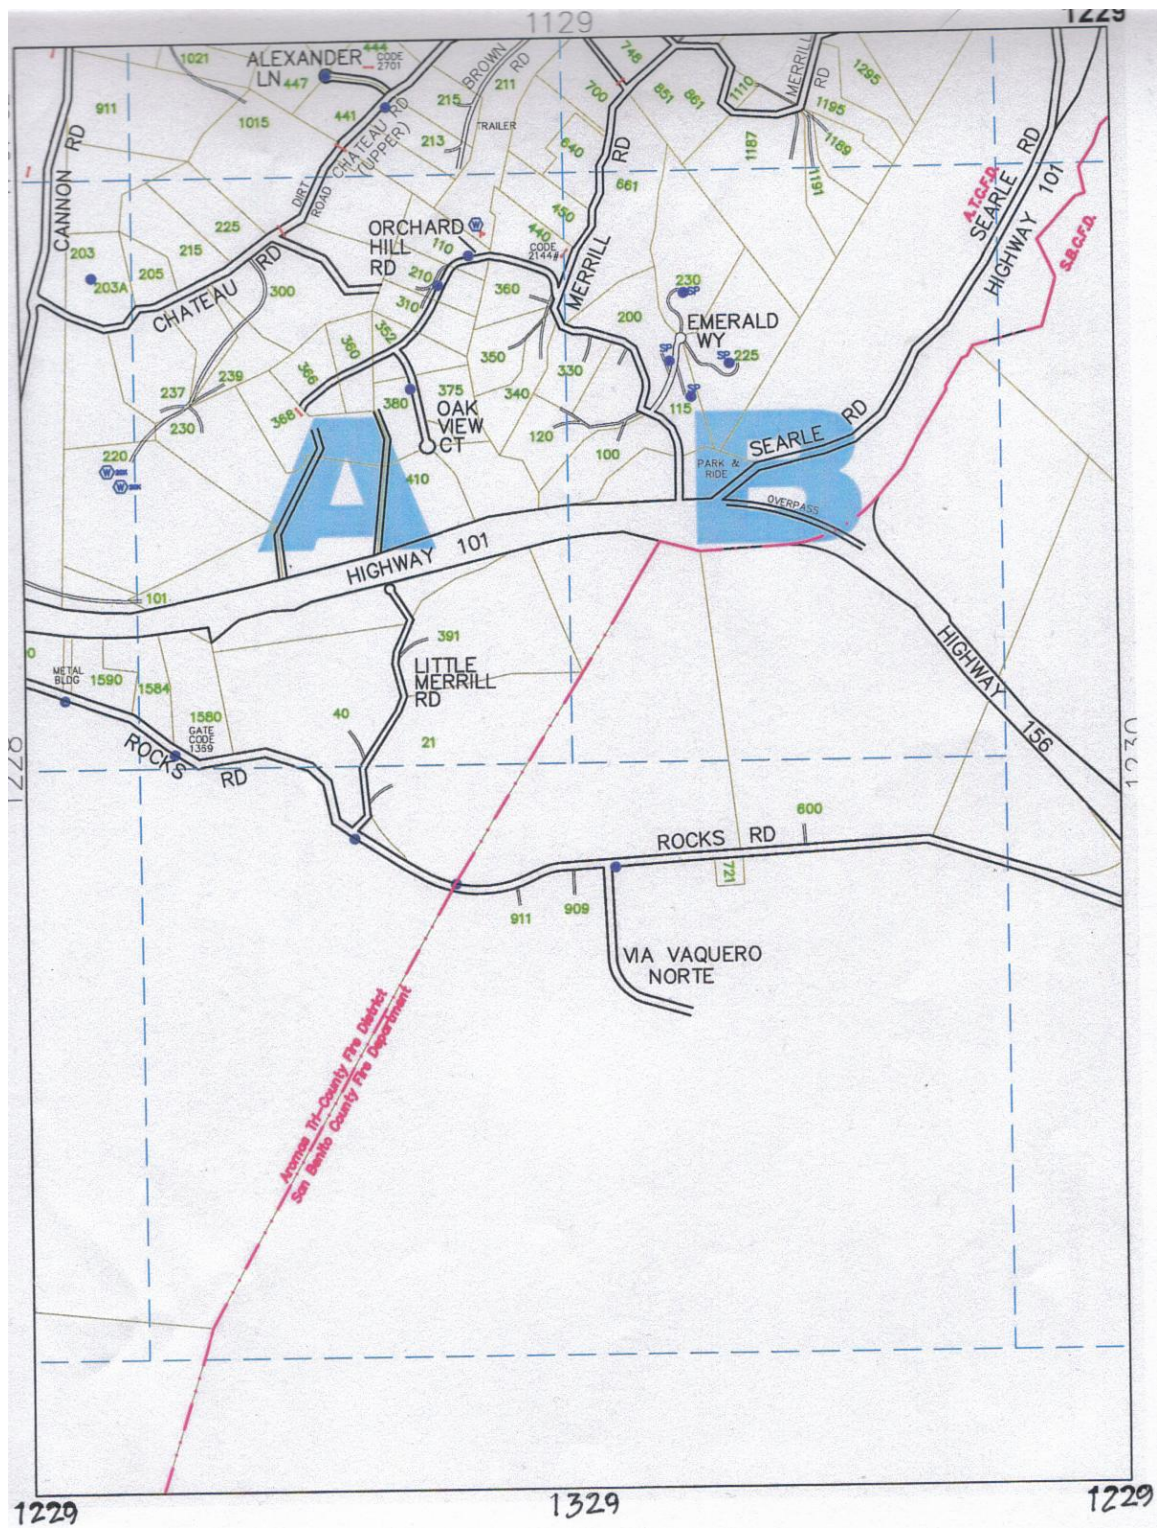 1129
1229
1021
ALEXANDER
LN
444
CODE
2701
447
BROWN
RD
211
215
213
TRAILER
746
700
851
861
1110
MERRILL
RD
1295
1195
1189
1187
1191
911
1015
441
CHATEAU RD
(UPPER)
DIRT
ROAD
CANNON RD
640
661
450
440
CODE
2144#
W
ORCHARD
HILL
RD
110
210
310
MERRILL RD
225
215
205
203
203A
CHATEAU RD
300
360
352
360
366
368
350
330
340
200
230
SP
EMERALD
WY
SP
SP
225
SP
115
237
239
230
220
W
W
380
375
OAK
VIEW
CT
410
120
100
A
B
SEARLE RD
PARK &
RIDE
OVERPASS
A.T.C.F.D.
SEARLE RD
HIGHWAY 101
S.B.C.F.D.
HIGHWAY 101
101
391
LITTLE
MERRILL
RD
METAL
BLDG
1590
1584
1580
GATE
CODE
1359
40
21
ROCKS RD
HIGHWAY 156
1228
1230
600
ROCKS RD
721
911
909
VIA VAQUERO
NORTE
Aromas Tri-County Fire District
San Benito County Fire Department
1229
1329
1229